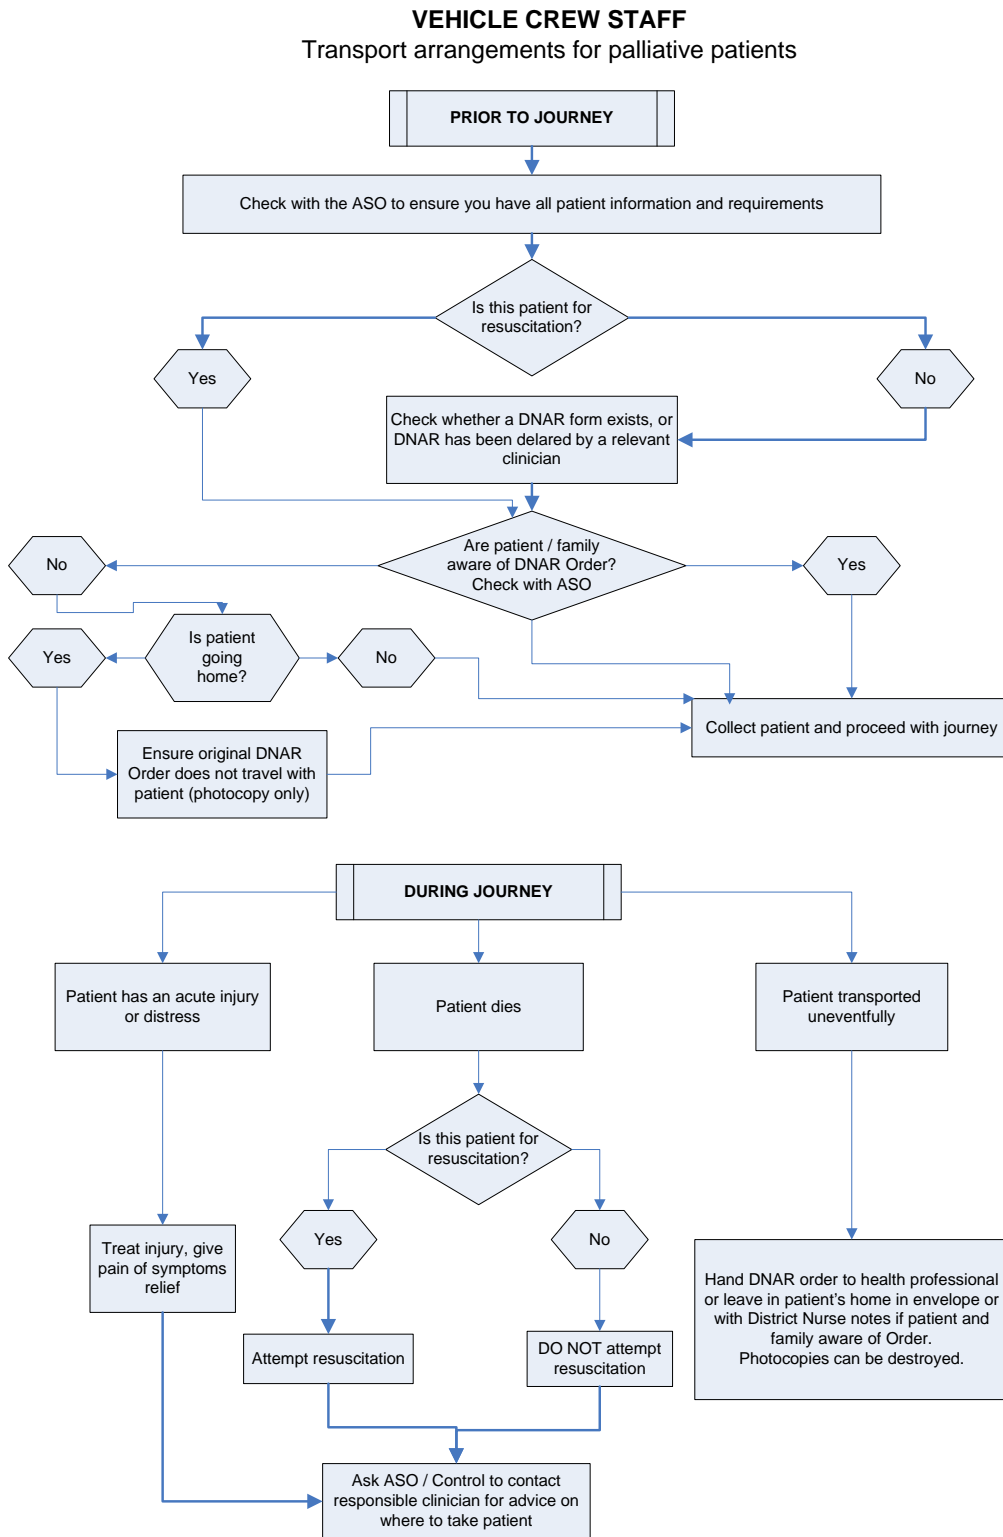 VEHICLE CREW STAFF
Transport arrangements for palliative patients
PRIOR TO JOURNEY
Check with the ASO to ensure you have all patient information and requirements
Is this patient for
resuscitation?
Yes
No
Check whether a DNAR form exists, or
DNAR has been delared by a relevant
clinician
Are patient / family
aware of DNAR Order?
Check with ASO
No
Yes
Is patient
going
home?
Yes
No
Collect patient and proceed with journey
Ensure original DNAR
Order does not travel with
patient (photocopy only)
DURING JOURNEY
Patient has an acute injury
or distress
Patient dies
Patient transported
uneventfully
Is this patient for
resuscitation?
Yes
No
Treat injury, give
pain of symptoms
relief
Hand DNAR order to health professional
or leave in patient's home in envelope or
with District Nurse notes if patient and
family aware of Order.
Photocopies can be destroyed.
Attempt resuscitation
DO NOT attempt
resuscitation
Ask ASO / Control to contact
responsible clinician for advice on
where to take patient